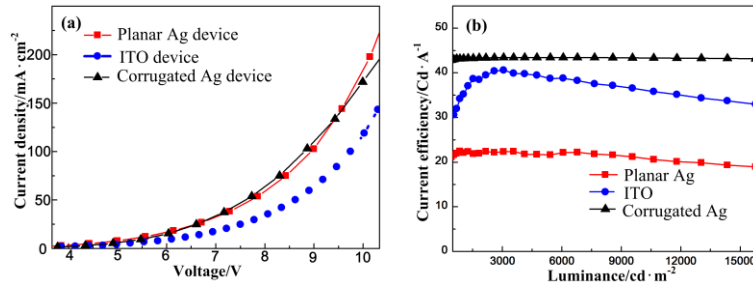 (a)
Planar Ag device
ITO device
Corrugated Ag device
Current density/mA· cm⁻²
200
150
100
50
0
4 5 6 7 8 9 10
Voltage/V
(b)
Current efficiency/Cd· A⁻¹
50
40
30
20
10
0
Planar Ag
ITO
Corrugated Ag
3000 6000 9000 12000 15000
Luminance/cd· m⁻²